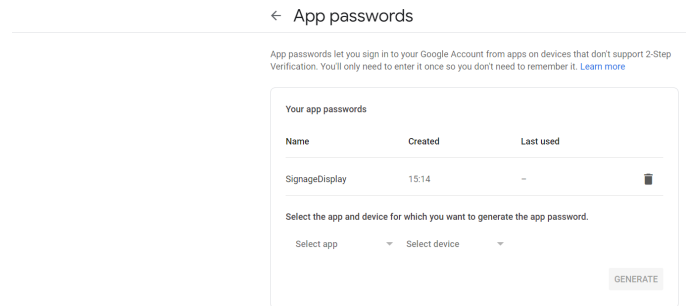 App passwords
App passwords let you sign in to your Google Account from apps on devices that don't support 2-Step
Verification. You'll only need to enter it once so you don't need to remember it. Learn more
Your app passwords
Name Created Last used
SignageDisplay 15:14 –
Select the app and device for which you want to generate the app password.
Select app Select device
GENERATE